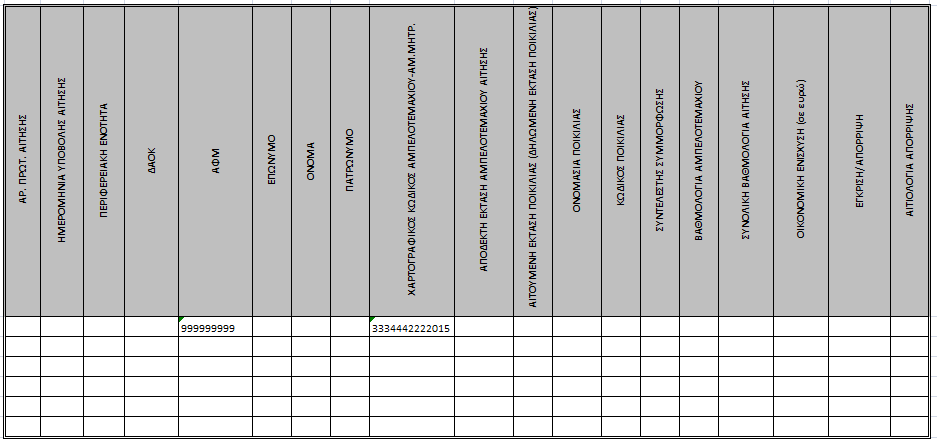 ΑΡ. ΠΡΩΤ. ΑΙΤΗΣΗΣ
ΗΜΕΡΟΜΗΝΙΑ ΥΠΟΒΟΛΗΣ ΑΙΤΗΣΗΣ
ΠΕΡΙΦΕΡΕΙΑΚΗ ΕΝΟΤΗΤΑ
ΔΑΟΚ
ΑΦΜ
ΕΠΩΝΥΜΟ
ΟΝΟΜΑ
ΠΑΤΡΩΝΥΜΟ
ΧΑΡΤΟΓΡΑΦΙΚΟΣ ΚΩΔΙΚΟΣ ΑΜΠΕΛΟΤΕΜΑΧΙΟΥ-ΑΜ.ΜΗΤΡ.
ΑΠΟΔΕΚΤΗ ΕΚΤΑΣΗ ΑΜΠΕΛΟΤΕΜΑΧΙΟΥ ΑΙΤΗΣΗΣ
ΑΙΤΟΥΜΕΝΗ ΕΚΤΑΣΗ ΠΟΙΚΙΛΙΑΣ (ΔΗΛΩΜΕΝΗ ΕΚΤΑΣΗ ΠΟΙΚΙΛΙΑΣ)
ΟΝΟΜΑΣΙΑ ΠΟΙΚΙΛΙΑΣ
ΚΩΔΙΚΟΣ ΠΟΙΚΙΛΙΑΣ
ΣΥΝΤΕΛΕΣΤΗΣ ΣΥΜΜΟΡΦΩΣΗΣ
ΒΑΘΜΟΛΟΓΙΑ ΑΜΠΕΛΟΤΕΜΑΧΙΟΥ
ΣΥΝΟΛΙΚΗ ΒΑΘΜΟΛΟΓΙΑ ΑΙΤΗΣΗΣ
ΟΙΚΟΝΟΜΙΚΗ ΕΝΙΣΧΥΣΗ (σε ευρώ)
ΕΓΚΡΙΣΗ/ΑΠΟΡΡΙΨΗ
ΑΙΤΙΟΛΟΓΙΑ ΑΠΟΡΡΙΨΗΣ
999999999
3334442222015